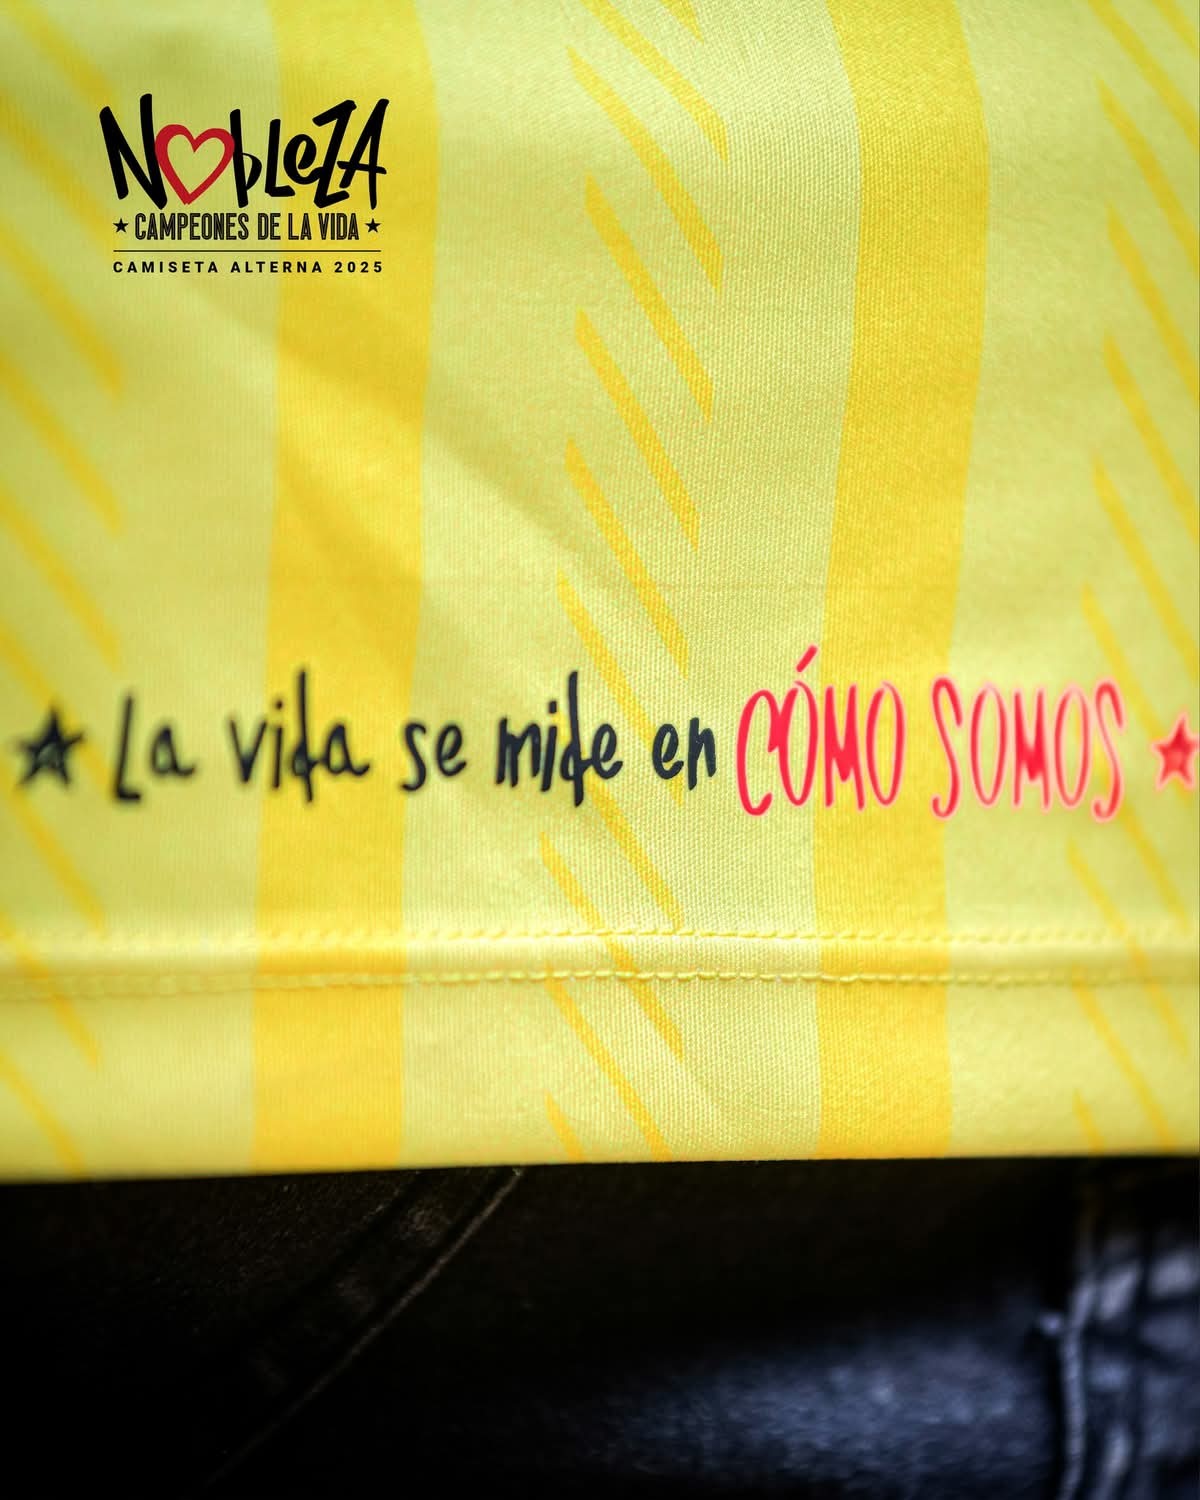 NObLeZA
★ CAMPEONES DE LA VIDA ★
CAMISETA ALTERNA 2025
★ La vida se mide en CÓMO SOMOS ★